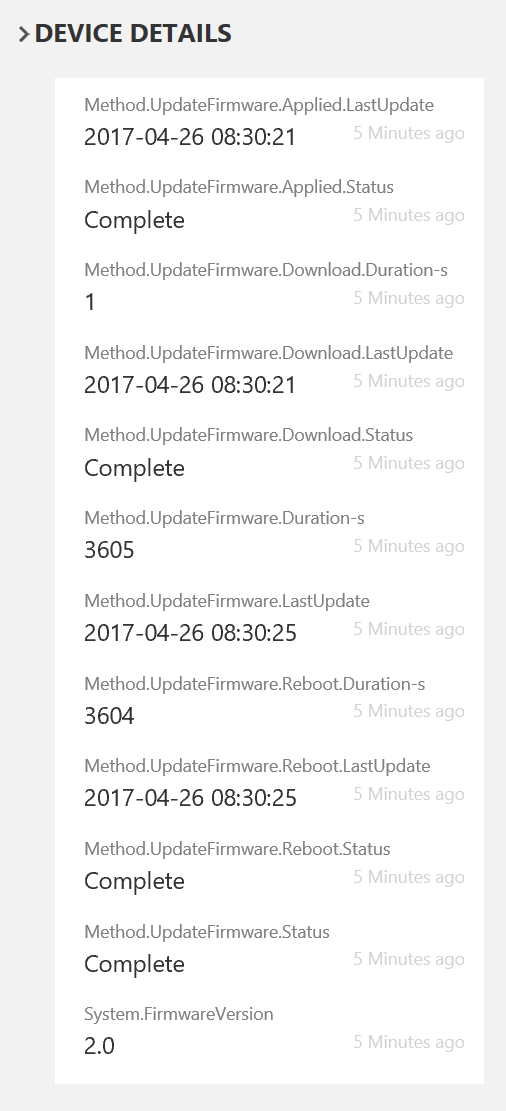 DEVICE DETAILS
Method.UpdateFirmware.Applied.LastUpdate
2017-04-26 08:30:21 5 Minutes ago
Method.UpdateFirmware.Applied.Status
Complete 5 Minutes ago
Method.UpdateFirmware.Download.Duration-s
1 5 Minutes ago
Method.UpdateFirmware.Download.LastUpdate
2017-04-26 08:30:21 5 Minutes ago
Method.UpdateFirmware.Download.Status
Complete 5 Minutes ago
Method.UpdateFirmware.Duration-s
3605 5 Minutes ago
Method.UpdateFirmware.LastUpdate
2017-04-26 08:30:25 5 Minutes ago
Method.UpdateFirmware.Reboot.Duration-s
3604 5 Minutes ago
Method.UpdateFirmware.Reboot.LastUpdate
2017-04-26 08:30:25 5 Minutes ago
Method.UpdateFirmware.Reboot.Status
Complete 5 Minutes ago
Method.UpdateFirmware.Status
Complete 5 Minutes ago
System.FirmwareVersion
2.0 5 Minutes ago